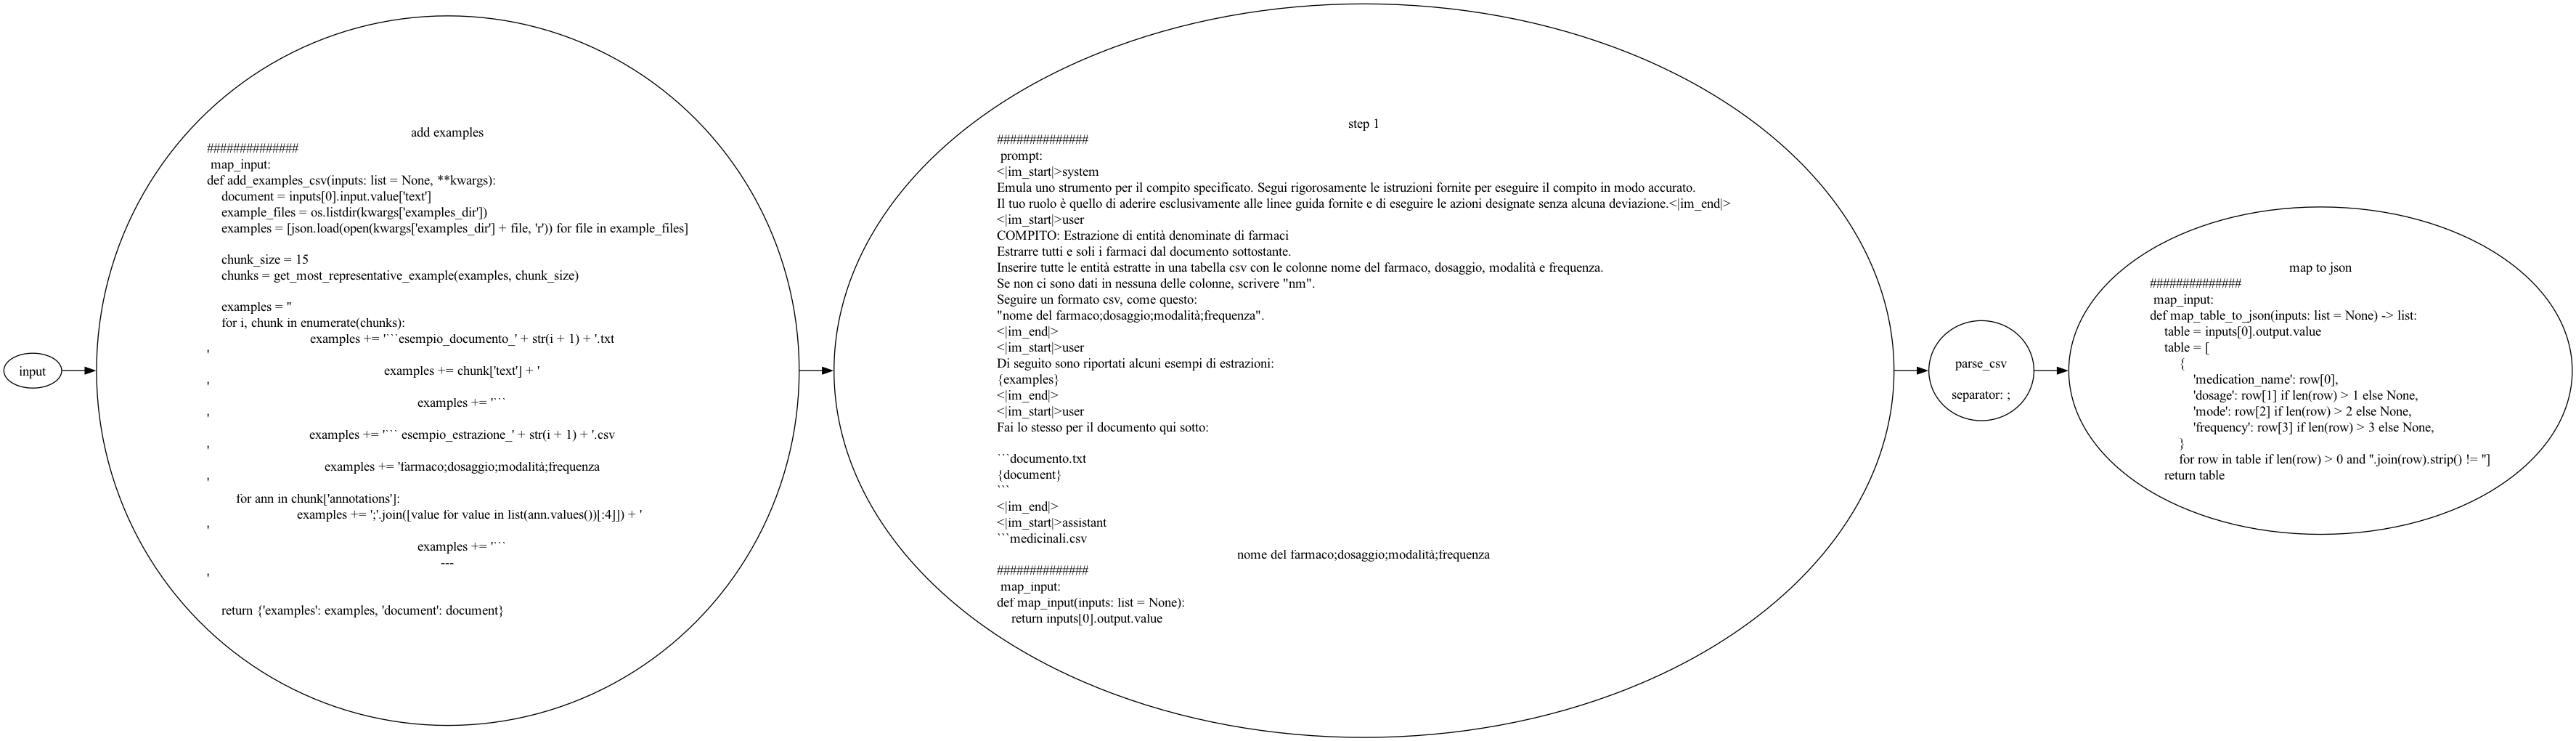 input
add examples
##############
map_input:
def add_examples_csv(inputs: list = None, **kwargs):
document = inputs[0].input.value['text']
example_files = os.listdir(kwargs['examples_dir'])
examples = [json.load(open(kwargs['examples_dir'] + file, 'r')) for file in example_files]
chunk_size = 15
chunks = get_most_representative_example(examples, chunk_size)
examples = ''
for i, chunk in enumerate(chunks):
examples += '```esempio_documento_' + str(i + 1) + '.txt
'
examples += chunk['text'] + '
'
examples += '```
'
examples += '``` esempio_estrazione_' + str(i + 1) + '.csv
'
examples += 'farmaco;dosaggio;modalità;frequenza
'
for ann in chunk['annotations']:
examples += ';'.join([value for value in list(ann.values())[:4]]) + '
'
examples += '```
---
'
return {'examples': examples, 'document': document}
step 1
##############
prompt:
<|im_start|>system
Emula uno strumento per il compito specificato. Segui rigorosamente le istruzioni fornite per eseguire il compito in modo accurato.
Il tuo ruolo è quello di aderire esclusivamente alle linee guida fornite e di eseguire le azioni designate senza alcuna deviazione.<|im_end|>
<|im_start|>user
COMPITO: Estrazione di entità denominate di farmaci
Estrarre tutti e soli i farmaci dal documento sottostante.
Inserire tutte le entità estratte in una tabella csv con le colonne nome del farmaco, dosaggio, modalità e frequenza.
Se non ci sono dati in nessuna delle colonne, scrivere "nm".
Seguire un formato csv, come questo:
"nome del farmaco;dosaggio;modalità;frequenza".
<|im_end|>
<|im_start|>user
Di seguito sono riportati alcuni esempi di estrazioni:
{examples}
<|im_end|>
<|im_start|>user
Fai lo stesso per il documento qui sotto:
```documento.txt
{document}
```
<|im_end|>
<|im_start|>assistant
```medicinali.csv
nome del farmaco;dosaggio;modalità;frequenza
##############
map_input:
def map_input(inputs: list = None):
return inputs[0].output.value
parse_csv
separator: ;
map to json
##############
map_input:
def map_table_to_json(inputs: list = None) -> list:
table = inputs[0].output.value
table = [
{
'medication_name': row[0],
'dosage': row[1] if len(row) > 1 else None,
'mode': row[2] if len(row) > 2 else None,
'frequency': row[3] if len(row) > 3 else None,
}
for row in table if len(row) > 0 and ''.join(row).strip() != '']
return table